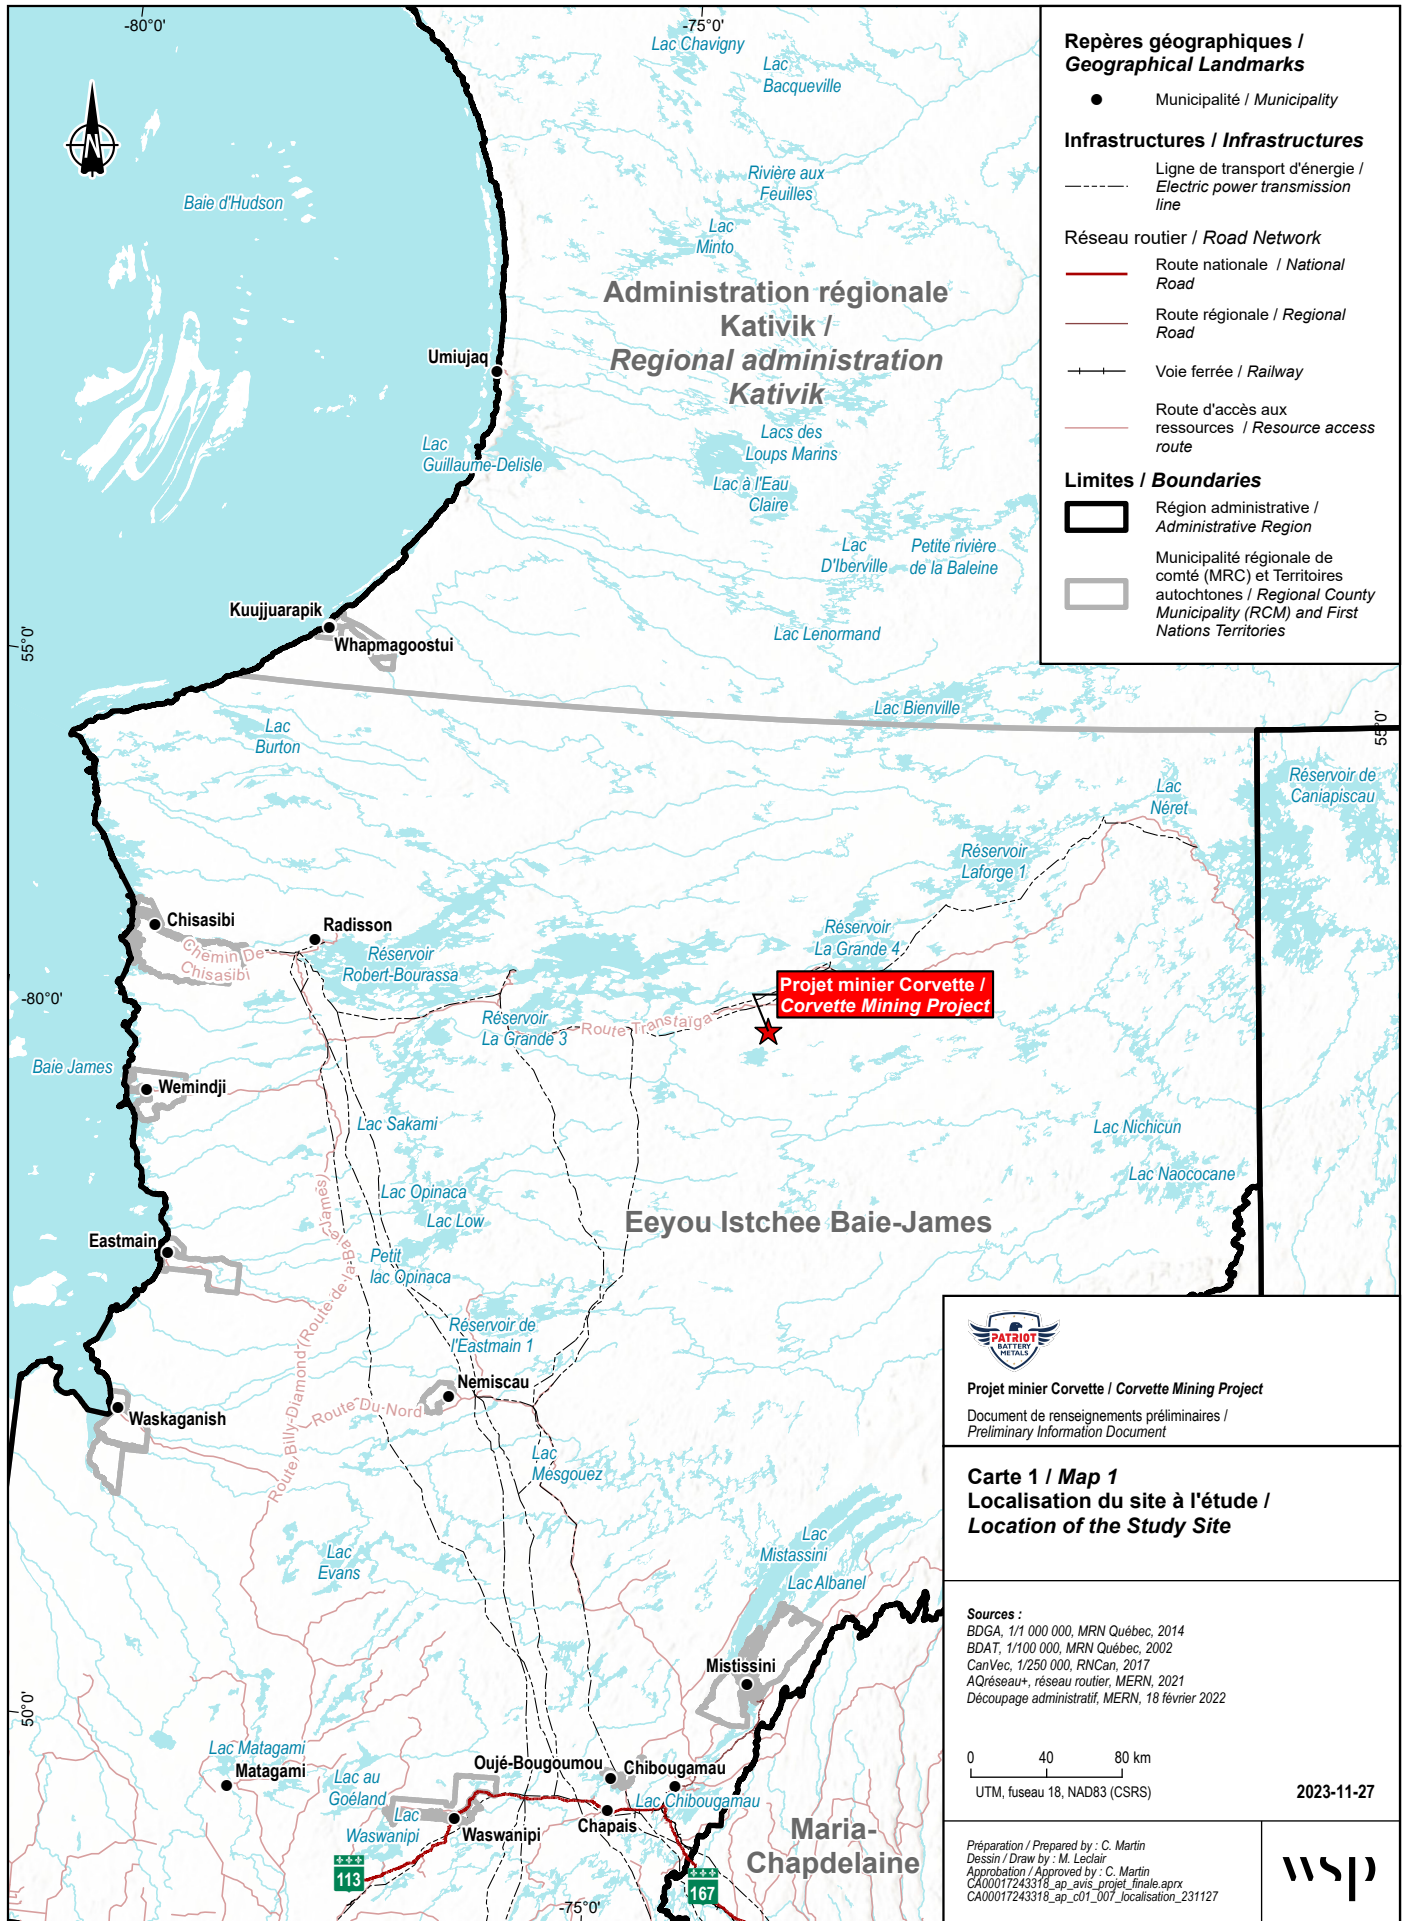 -80°0'
-75°0'
Lac Chavigny
Lac
Bacqueville
N
Baie d'Hudson
Rivière aux
Feuilles
Lac
Minto
Administration régionale
Kativik /
Regional administration
Kativik
Umiujaq
Lac
Guillaume-Delisle
Lacs des
Loups Marins
Lac à l'Eau
Claire
Lac
D'Iberville
Petite rivière
de la Baleine
Kuujjuarapik
Whapmagoostui
Lac Lenormand
55°0'
Lac Bienville
Lac
Burton
55°0'
Réservoir de
Caniapiscau
Lac
Néret
Réservoir
Laforge 1
Chisasibi
Radisson
Chemin De
Chisasibi
Réservoir
Robert-Bourassa
Réservoir
La Grande 4
Projet minier Corvette /
Corvette Mining Project
-80°0'
Réservoir
La Grande 3
Route Transtaïga
Baie James
Wemindji
Lac Sakami
Lac Nichicun
Lac Naococane
Lac Opinaca
Lac Low
Eeyou Istchee Baie-James
Eastmain
Petit
lac Opinaca
Route Billy-Diamond (Route de la Baie James)
Réservoir de
l'Eastmain 1
Nemiscau
Route Du Nord
Waskaganish
Lac
Mesgouez
Lac
Evans
Lac
Mistassini
Lac Albanel
Mistissini
50°0'
Lac Matagami
Matagami
Lac au
Goéland
Oujé-Bougoumou
Chibougamau
Lac Chibougamau
Lac
Waswanipi
Waswanipi
Chapais
Maria-
Chapdelaine
113
167
-75°0'
Repères géographiques /
Geographical Landmarks
Municipalité / Municipality
Infrastructures / Infrastructures
Ligne de transport d'énergie /
Electric power transmission
line
Réseau routier / Road Network
Route nationale / National
Road
Route régionale / Regional
Road
Voie ferrée / Railway
Route d'accès aux
ressources / Resource access
route
Limites / Boundaries
Région administrative /
Administrative Region
Municipalité régionale de
comté (MRC) et Territoires
autochtones / Regional County
Municipality (RCM) and First
Nations Territories
PATRIOT
BATTERY
METALS
Projet minier Corvette / Corvette Mining Project
Document de renseignements préliminaires /
Preliminary Information Document
Carte 1 / Map 1
Localisation du site à l'étude /
Location of the Study Site
Sources :
BDGA, 1/1 000 000, MRN Québec, 2014
BDAT, 1/100 000, MRN Québec, 2002
CanVec, 1/250 000, RNCan, 2017
AQréseau+, réseau routier, MERN, 2021
Découpage administratif, MERN, 18 février 2022
0 40 80 km
UTM, fuseau 18, NAD83 (CSRS)
2023-11-27
Préparation / Prepared by : C. Martin
Dessin / Draw by : M. Leclair
Approbation / Approved by : C. Martin
CA00017243318_ap_avis_projet_finale.aprx
CA00017243318_ap_c01_007_localisation_231127
wsp